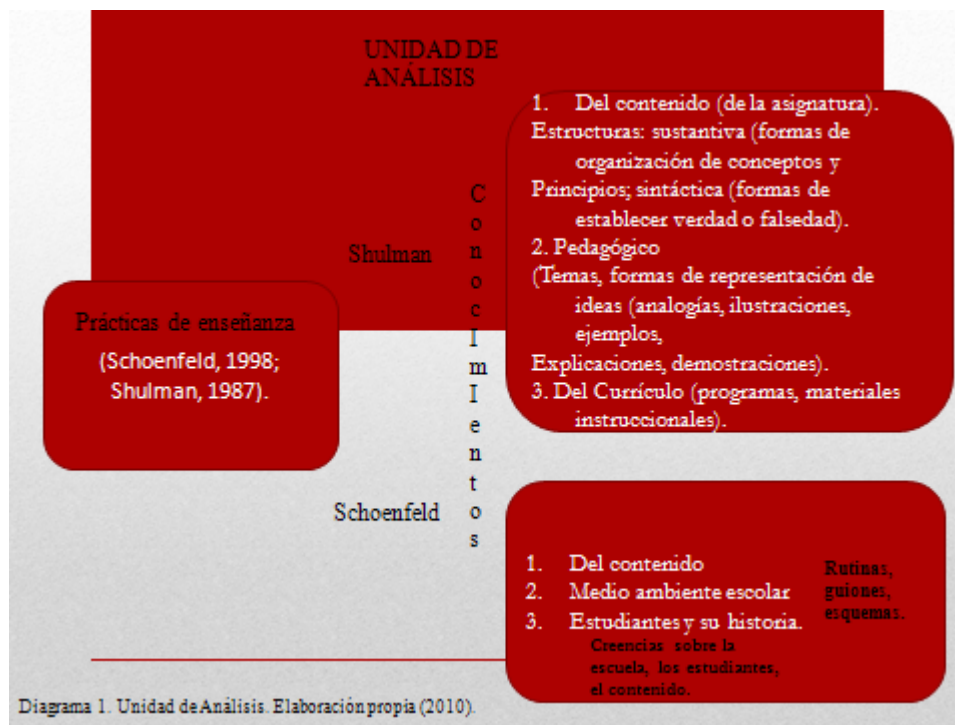 UNIDAD DE
ANÁLISIS
1. Del contenido (de la asignatura).
Estructuras: sustantiva (formas de
organización de conceptos y
Principios; sintáctica (formas de
establecer verdad o falsedad).
2. Pedagógico
(Temas, formas de representación de
ideas (analogías, ilustraciones,
ejemplos,
Explicaciones, demostraciones).
3. Del Currículo (programas, materiales
instruccionales).
C
o
n
o
c
I
m
I
e
n
t
o
s
Shulman
Prácticas de enseñanza
(Schoenfeld, 1998;
Shulman, 1987).
Schoenfeld
1. Del contenido
2. Medio ambiente escolar
3. Estudiantes y su historia.
Creencias sobre la
escuela, los estudiantes,
el contenido.
Rutinas,
guiones,
esquemas.
Diagrama 1. Unidad de Análisis. Elaboración propia (2010).